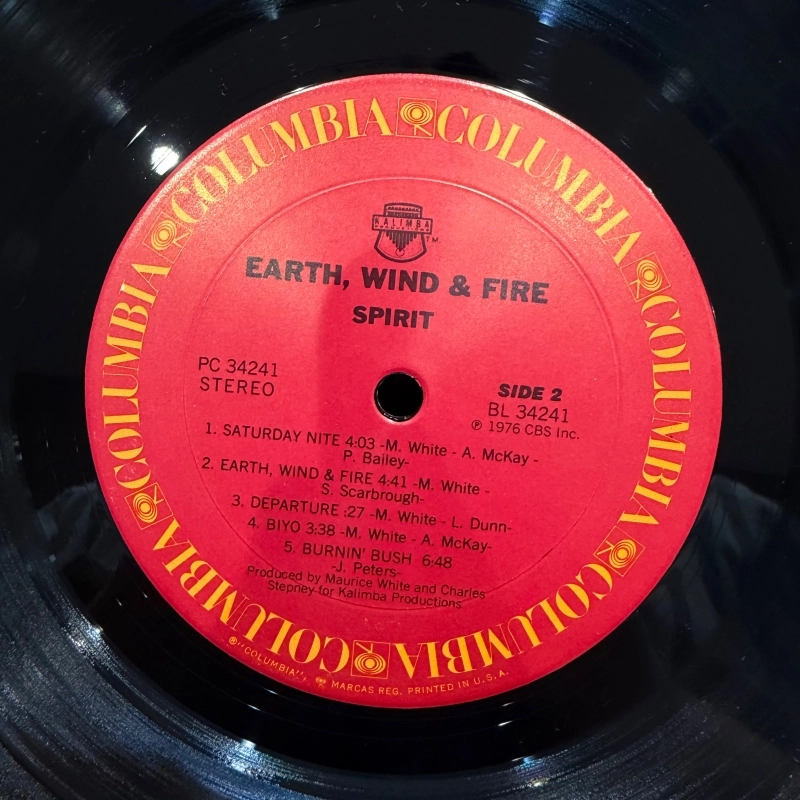 COLUMBIA COLUMBIA COLUMBIA COLUMBIA COLUMBIA COLUMBIA COLUMBIA COLUMBIA
KALIMBA
TM
EARTH, WIND & FIRE
SPIRIT
PC 34241
STEREO
SIDE 2
BL 34241
℗ 1976 CBS Inc.
1. SATURDAY NITE 4:03 -M. White - A. McKay -
P. Bailey-
2. EARTH, WIND & FIRE 4:41 -M. White -
S. Scarbrough-
3. DEPARTURE :27 -M. White - L. Dunn-
4. BIYO 3:38 -M. White - A. McKay-
5. BURNIN' BUSH 6:48
-J. Peters-
Produced by Maurice White and Charles
Stepney for Kalimba Productions
® "COLUMBIA", MARCAS REG. PRINTED IN U.S.A.